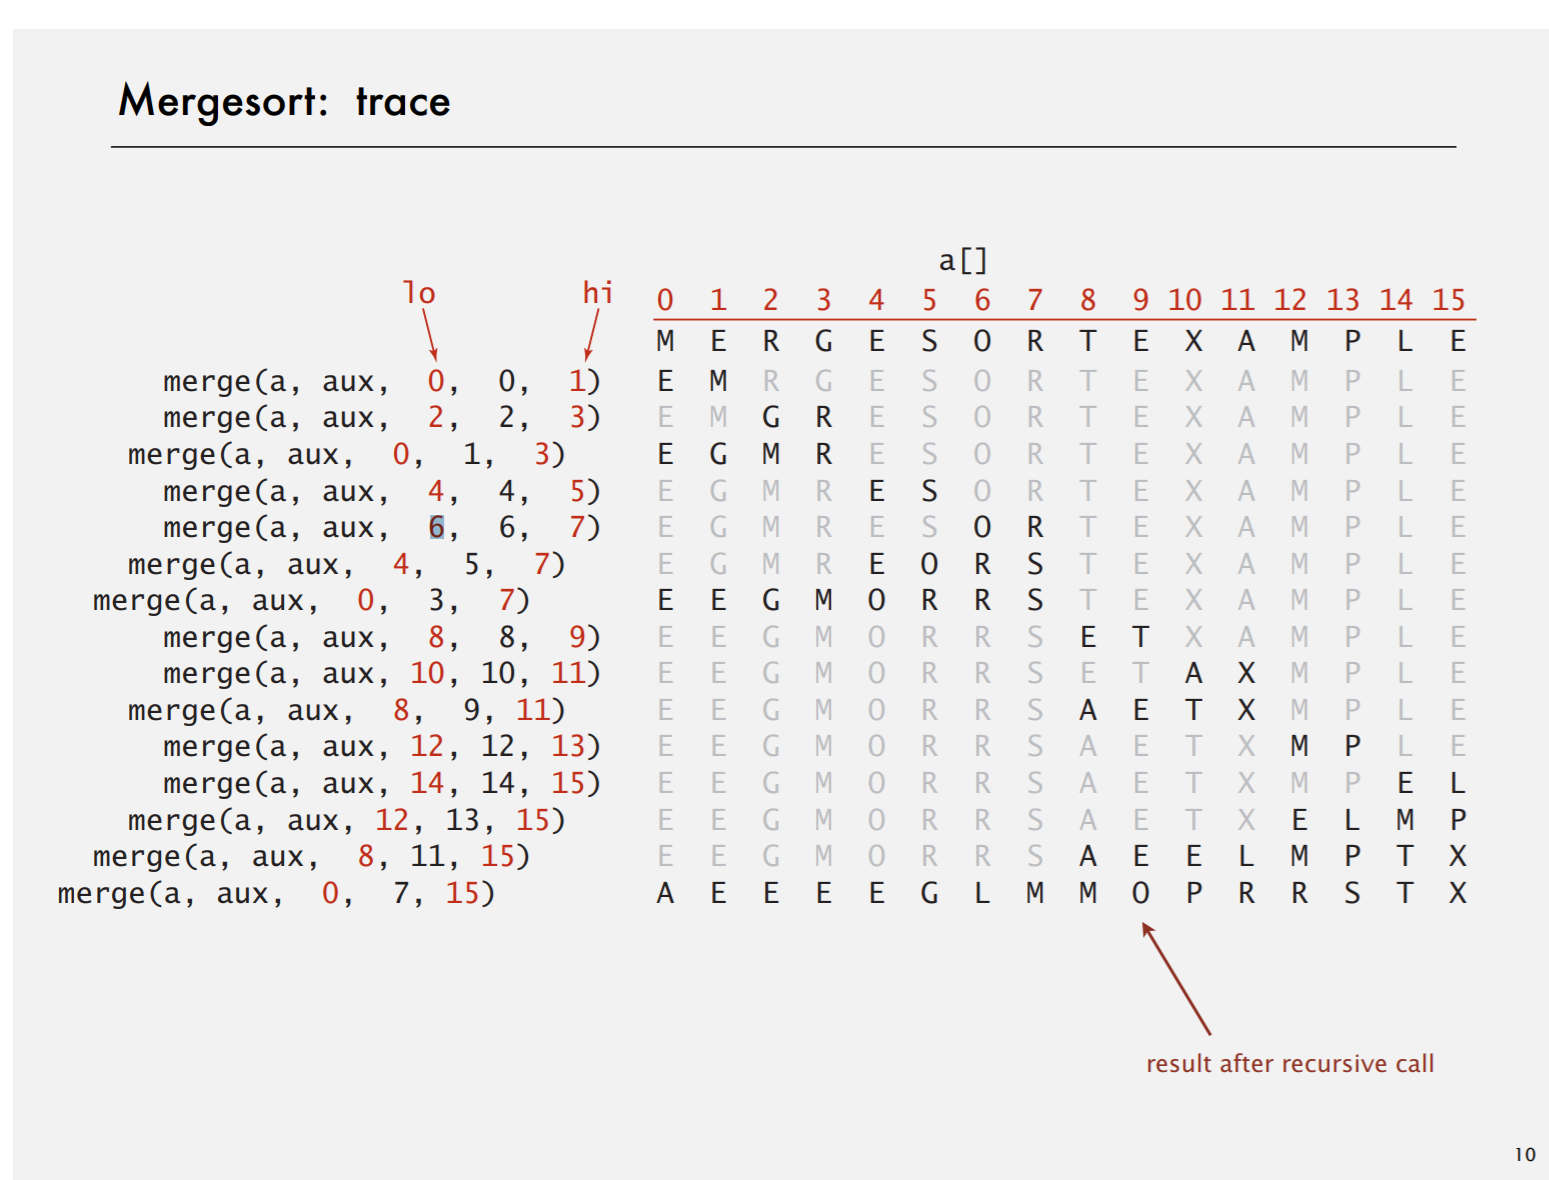 Mergesort: trace
a[]
lo hi 0 1 2 3 4 5 6 7 8 9 10 11 12 13 14 15
M E R G E S O R T E X A M P L E
merge(a, aux, 0, 0, 1) E M R G E S O R T E X A M P L E
merge(a, aux, 2, 2, 3) E M G R E S O R T E X A M P L E
merge(a, aux, 0, 1, 3) E G M R E S O R T E X A M P L E
merge(a, aux, 4, 4, 5) E G M R E S O R T E X A M P L E
merge(a, aux, 6, 6, 7) E G M R E S O R T E X A M P L E
merge(a, aux, 4, 5, 7) E G M R E O R S T E X A M P L E
merge(a, aux, 0, 3, 7) E E G M O R R S T E X A M P L E
merge(a, aux, 8, 8, 9) E E G M O R R S E T X A M P L E
merge(a, aux, 10, 10, 11) E E G M O R R S E T A X M P L E
merge(a, aux, 8, 9, 11) E E G M O R R S A E T X M P L E
merge(a, aux, 12, 12, 13) E E G M O R R S A E T X M P L E
merge(a, aux, 14, 14, 15) E E G M O R R S A E T X M P E L
merge(a, aux, 12, 13, 15) E E G M O R R S A E T X E L M P
merge(a, aux, 8, 11, 15) E E G M O R R S A E E L M P T X
merge(a, aux, 0, 7, 15) A E E E E G L M M O P R R S T X
result after recursive call
10